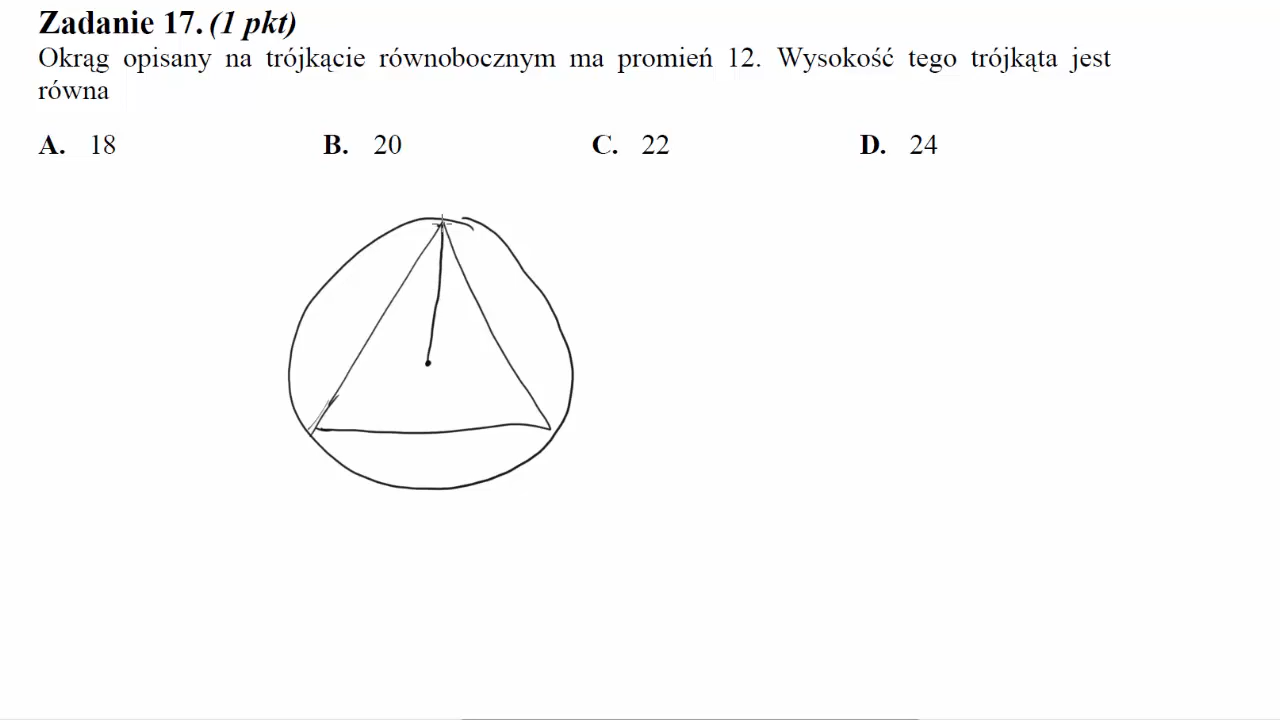 Zadanie 17. (1 pkt)
Okrąg opisany na trójkącie równobocznym ma promień 12. Wysokość tego trójkąta jest
równa
A. 18 B. 20 C. 22 D. 24